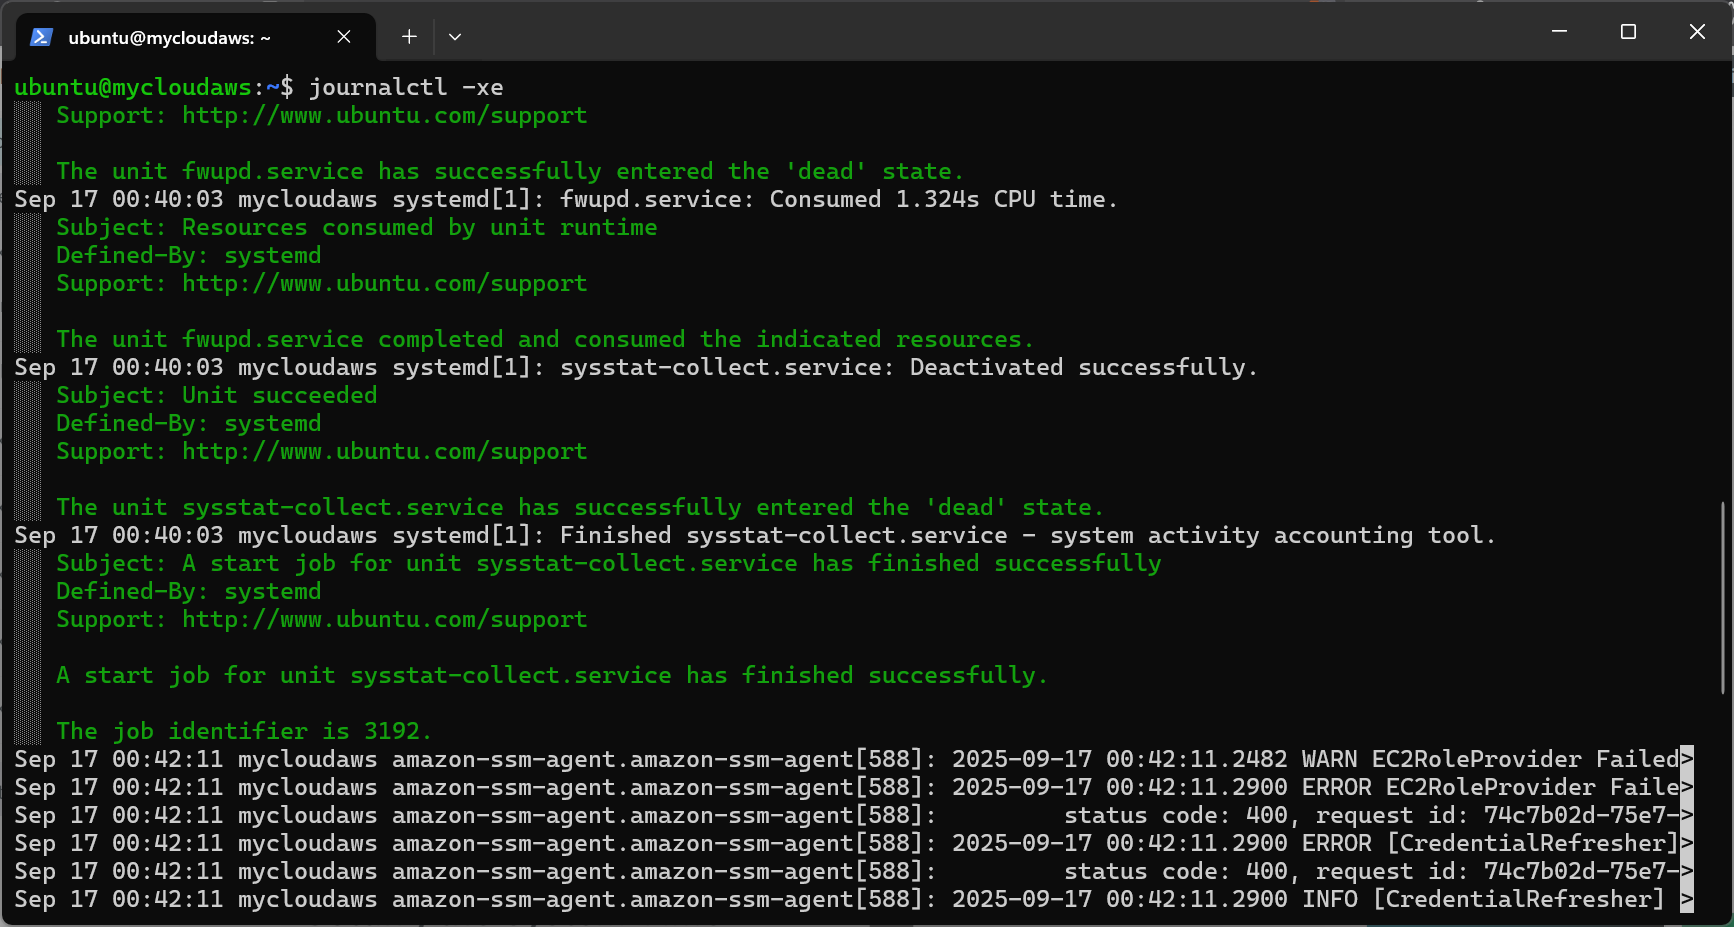 ubuntu@mycloudaws: ~
ubuntu@mycloudaws:~$ journalctl -xe
Support: http://www.ubuntu.com/support
The unit fwupd.service has successfully entered the 'dead' state.
Sep 17 00:40:03 mycloudaws systemd[1]: fwupd.service: Consumed 1.324s CPU time.
Subject: Resources consumed by unit runtime
Defined-By: systemd
Support: http://www.ubuntu.com/support
The unit fwupd.service completed and consumed the indicated resources.
Sep 17 00:40:03 mycloudaws systemd[1]: sysstat-collect.service: Deactivated successfully.
Subject: Unit succeeded
Defined-By: systemd
Support: http://www.ubuntu.com/support
The unit sysstat-collect.service has successfully entered the 'dead' state.
Sep 17 00:40:03 mycloudaws systemd[1]: Finished sysstat-collect.service - system activity accounting tool.
Subject: A start job for unit sysstat-collect.service has finished successfully
Defined-By: systemd
Support: http://www.ubuntu.com/support
A start job for unit sysstat-collect.service has finished successfully.
The job identifier is 3192.
Sep 17 00:42:11 mycloudaws amazon-ssm-agent.amazon-ssm-agent[588]: 2025-09-17 00:42:11.2482 WARN EC2RoleProvider Failed>
Sep 17 00:42:11 mycloudaws amazon-ssm-agent.amazon-ssm-agent[588]: 2025-09-17 00:42:11.2900 ERROR EC2RoleProvider Faile>
Sep 17 00:42:11 mycloudaws amazon-ssm-agent.amazon-ssm-agent[588]:         status code: 400, request id: 74c7b02d-75e7->
Sep 17 00:42:11 mycloudaws amazon-ssm-agent.amazon-ssm-agent[588]: 2025-09-17 00:42:11.2900 ERROR [CredentialRefresher]>
Sep 17 00:42:11 mycloudaws amazon-ssm-agent.amazon-ssm-agent[588]:         status code: 400, request id: 74c7b02d-75e7->
Sep 17 00:42:11 mycloudaws amazon-ssm-agent.amazon-ssm-agent[588]: 2025-09-17 00:42:11.2900 INFO [CredentialRefresher] >